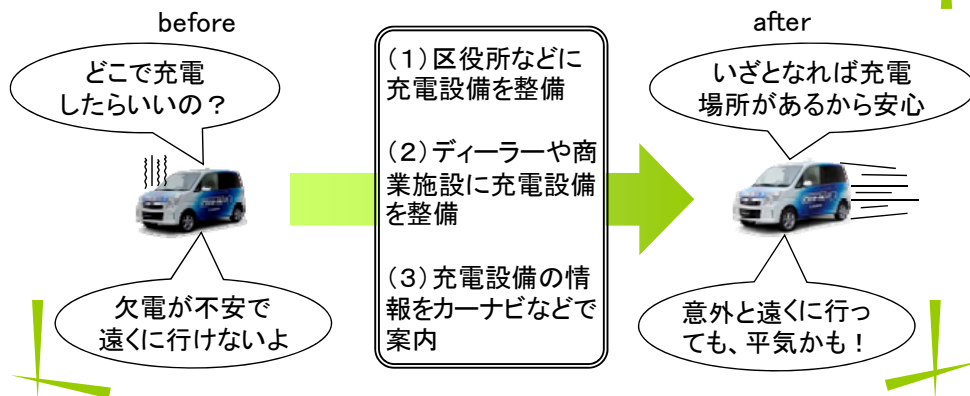 before
どこで充電
したらいいの？
欠電が不安で
遠くに行けないよ
（１）区役所などに
充電設備を整備
（２）ディーラーや商
業施設に充電設備
を整備
（３）充電設備の情
報をカーナビなどで
案内
after
いざとなれば充電
場所があるから安心
意外と遠くに行っ
ても、平気かも！